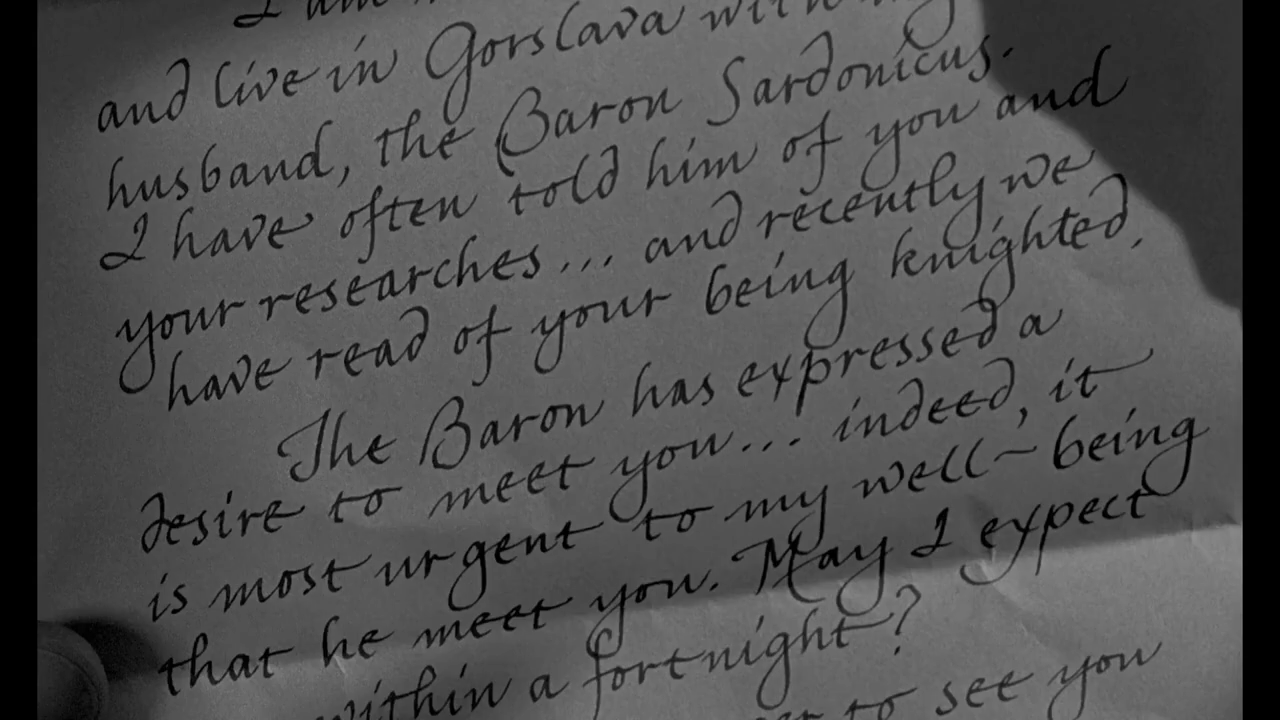 I am
and live in Gorslava with my
husband, the Baron Sardonicus.
I have often told him of you and
your researches... and recently we
have read of your being knighted.
The Baron has expressed a
desire to meet you... indeed, it
is most urgent to my well-being
that he meet you. May I expect
within a fortnight?
to see you